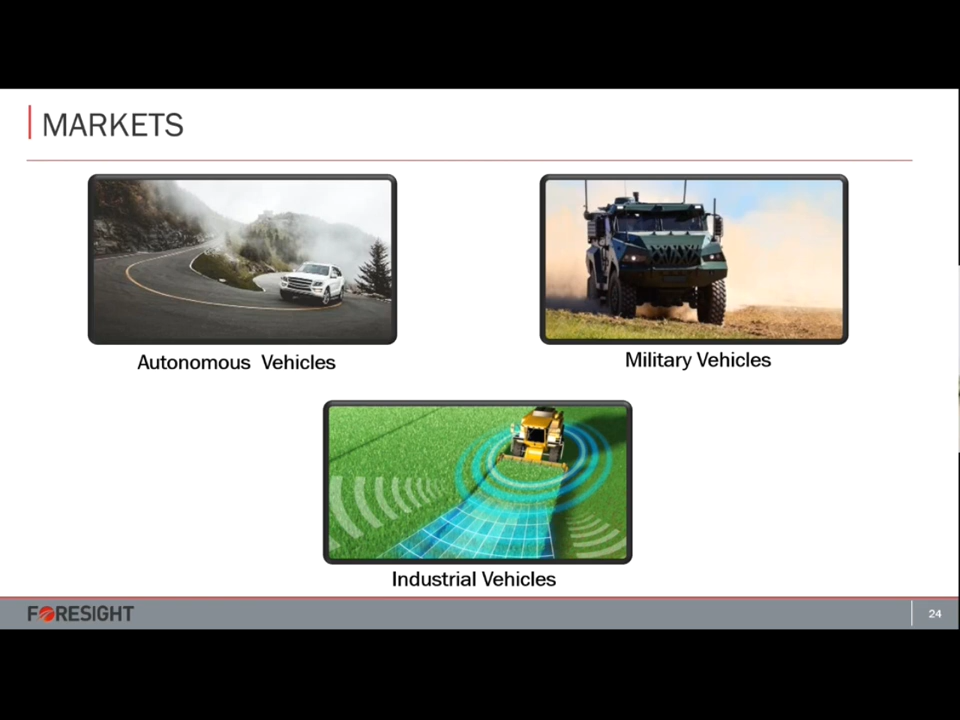 MARKETS
Autonomous Vehicles
Military Vehicles
Industrial Vehicles
FORESIGHT
24